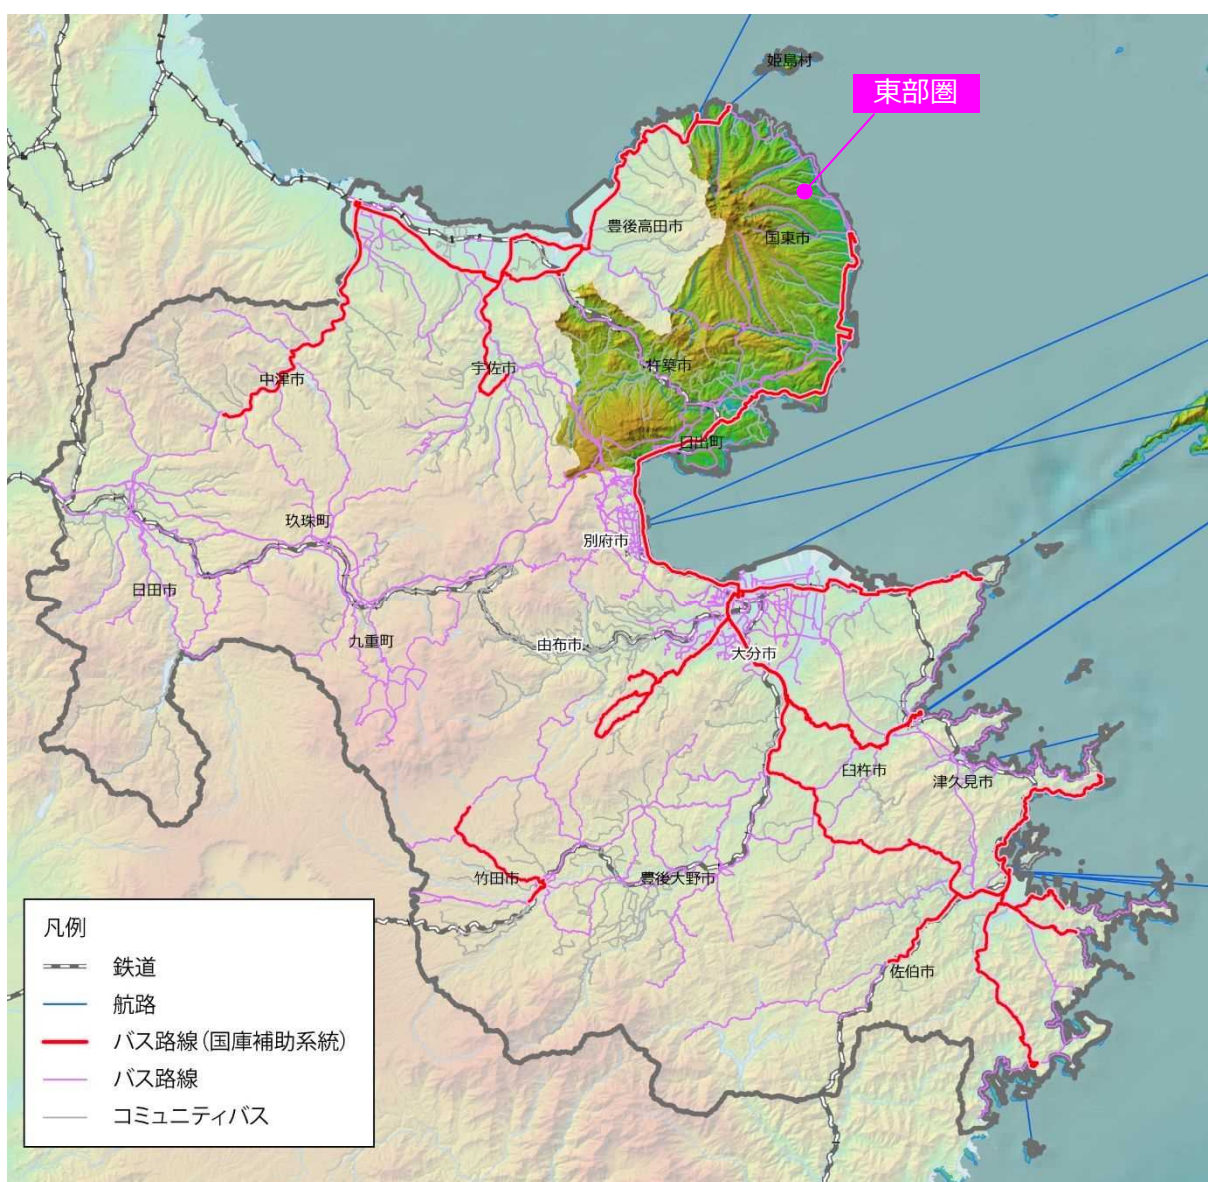 姫島村
東部圏
豊後高田市
国東市
中津市
宇佐市
杵築市
日出町
玖珠町
別府市
日田市
九重町
由布市
大分市
臼杵市
津久見市
竹田市
豊後大野市
佐伯市
凡例
鉄道
航路
バス路線(国庫補助系統)
バス路線
コミュニティバス